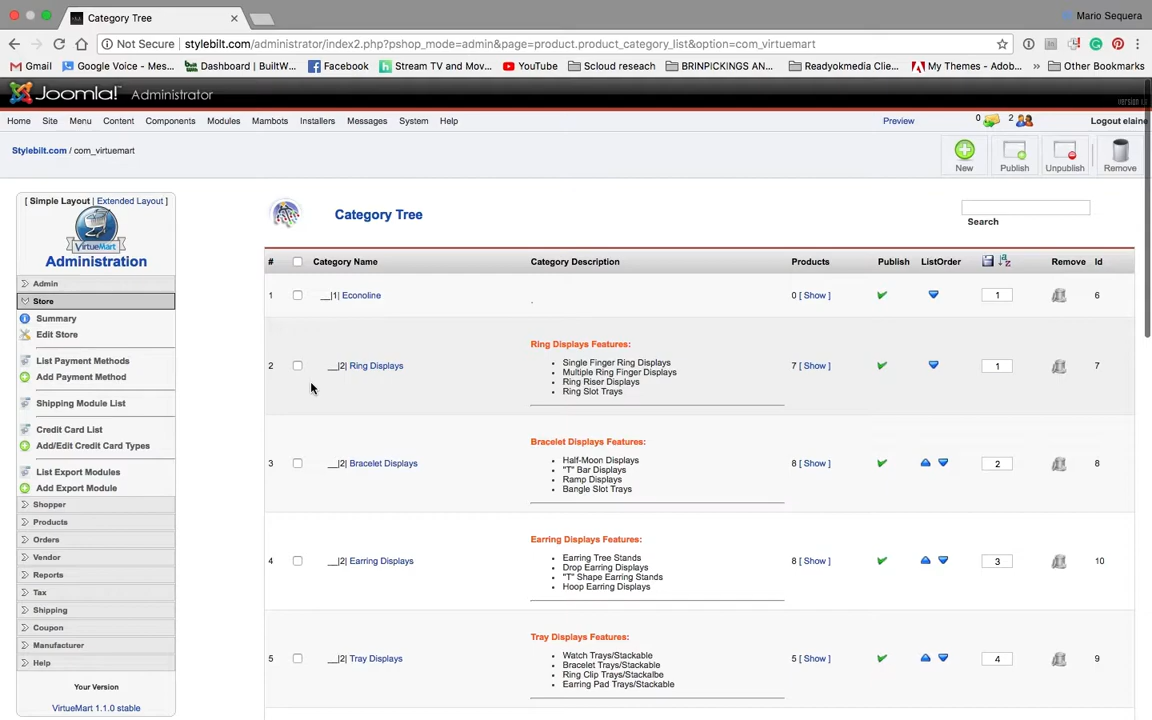 Category Tree
Mario Sequera
Not Secure | stylebilt.com/administrator/index2.php?pshop_mode=admin&page=product.product_category_list&option=com_virtuemart
Gmail Google Voice - Mes... Dashboard | BuiltW... Facebook Stream TV and Mov... YouTube Scloud reseach BRINPICKINGS AN... Readyokmedia Clie... My Themes - Adob... » Other Bookmarks
Joomla! Administrator
Home Site Menu Content Components Modules Mambots Installers Messages System Help Preview 0 2 Logout elaine
Stylebilt.com / com_virtuemart
New Publish Unpublish Remove
[ Simple Layout | Extended Layout ]
VirtueMart
Administration
Admin
Store
Summary
Edit Store
List Payment Methods
Add Payment Method
Shipping Module List
Credit Card List
Add/Edit Credit Card Types
List Export Modules
Add Export Module
Shopper
Products
Orders
Vendor
Reports
Tax
Shipping
Coupon
Manufacturer
Help
Your Version
VirtueMart 1.1.0 stable
Category Tree
Search
# Category Name Category Description Products Publish ListOrder Remove Id
1 __|1| Econoline . 0 [ Show ] 1 6
2 __|2| Ring Displays 7 [ Show ] 1 7
Ring Displays Features:
Single Finger Ring Displays
Multiple Ring Finger Displays
Ring Riser Displays
Ring Slot Trays
3 __|2| Bracelet Displays 8 [ Show ] 2 8
Bracelet Displays Features:
Half-Moon Displays
"T" Bar Displays
Ramp Displays
Bangle Slot Trays
4 __|2| Earring Displays 8 [ Show ] 3 10
Earring Displays Features:
Earring Tree Stands
Drop Earring Displays
"T" Shape Earring Stands
Hoop Earring Displays
5 __|2| Tray Displays 5 [ Show ] 4 9
Tray Displays Features:
Watch Trays/Stackable
Bracelet Trays/Stackable
Ring Clip Trays/Stackalbe
Earring Pad Trays/Stackable